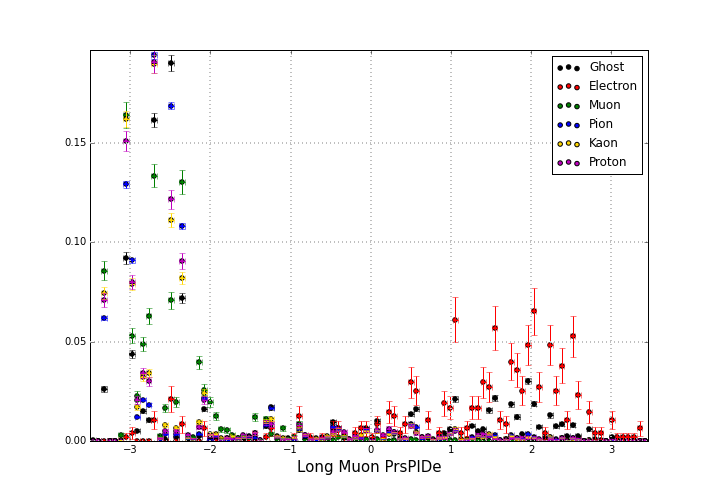 Ghost
Electron
Muon
Pion
Kaon
Proton
0.15
0.10
0.05
0.00
−3 −2 −1 0 1 2 3
Long Muon PrsPIDe